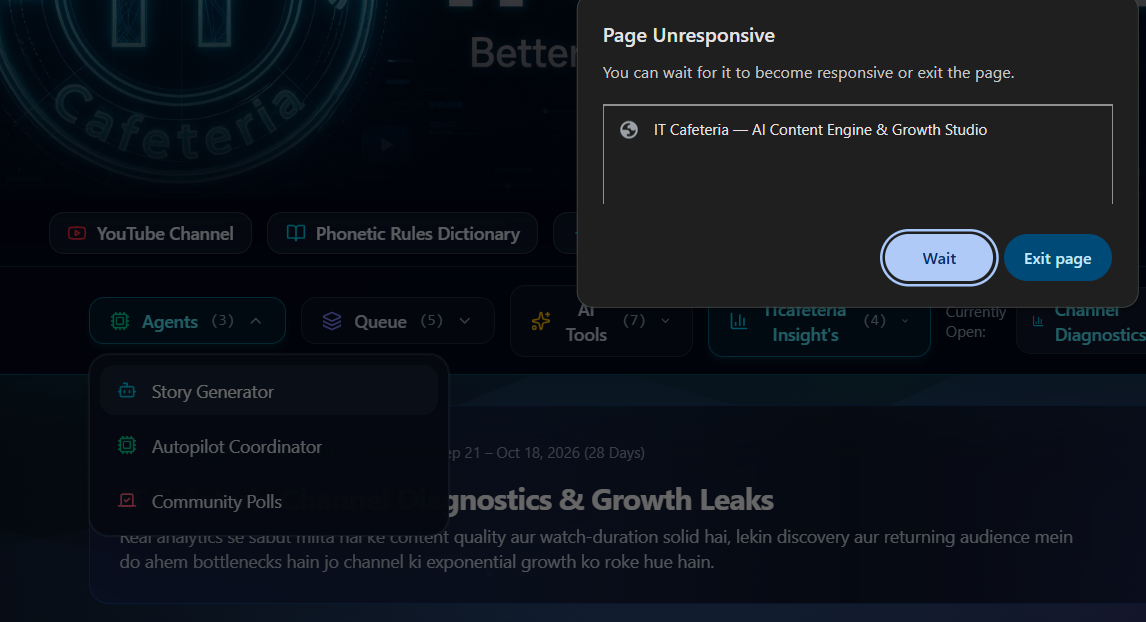 Better
Cafeteria
Page Unresponsive
You can wait for it to become responsive or exit the page.
IT Cafeteria — AI Content Engine & Growth Studio
Wait
Exit page
YouTube Channel
Phonetic Rules Dictionary
Agents (3)
Queue (5)
AI Tools (7)
ITcafeteria Insight's (4)
Currently Open:
Channel Diagnostics
Story Generator
Autopilot Coordinator
Community Polls
ep 21 – Oct 18, 2026 (28 Days)
Channel Diagnostics & Growth Leaks
Real analytics se sabut milta hai ke content quality aur watch-duration solid hai, lekin discovery aur returning audience mein
do ahem bottlenecks hain jo channel ki exponential growth ko roke hue hain.